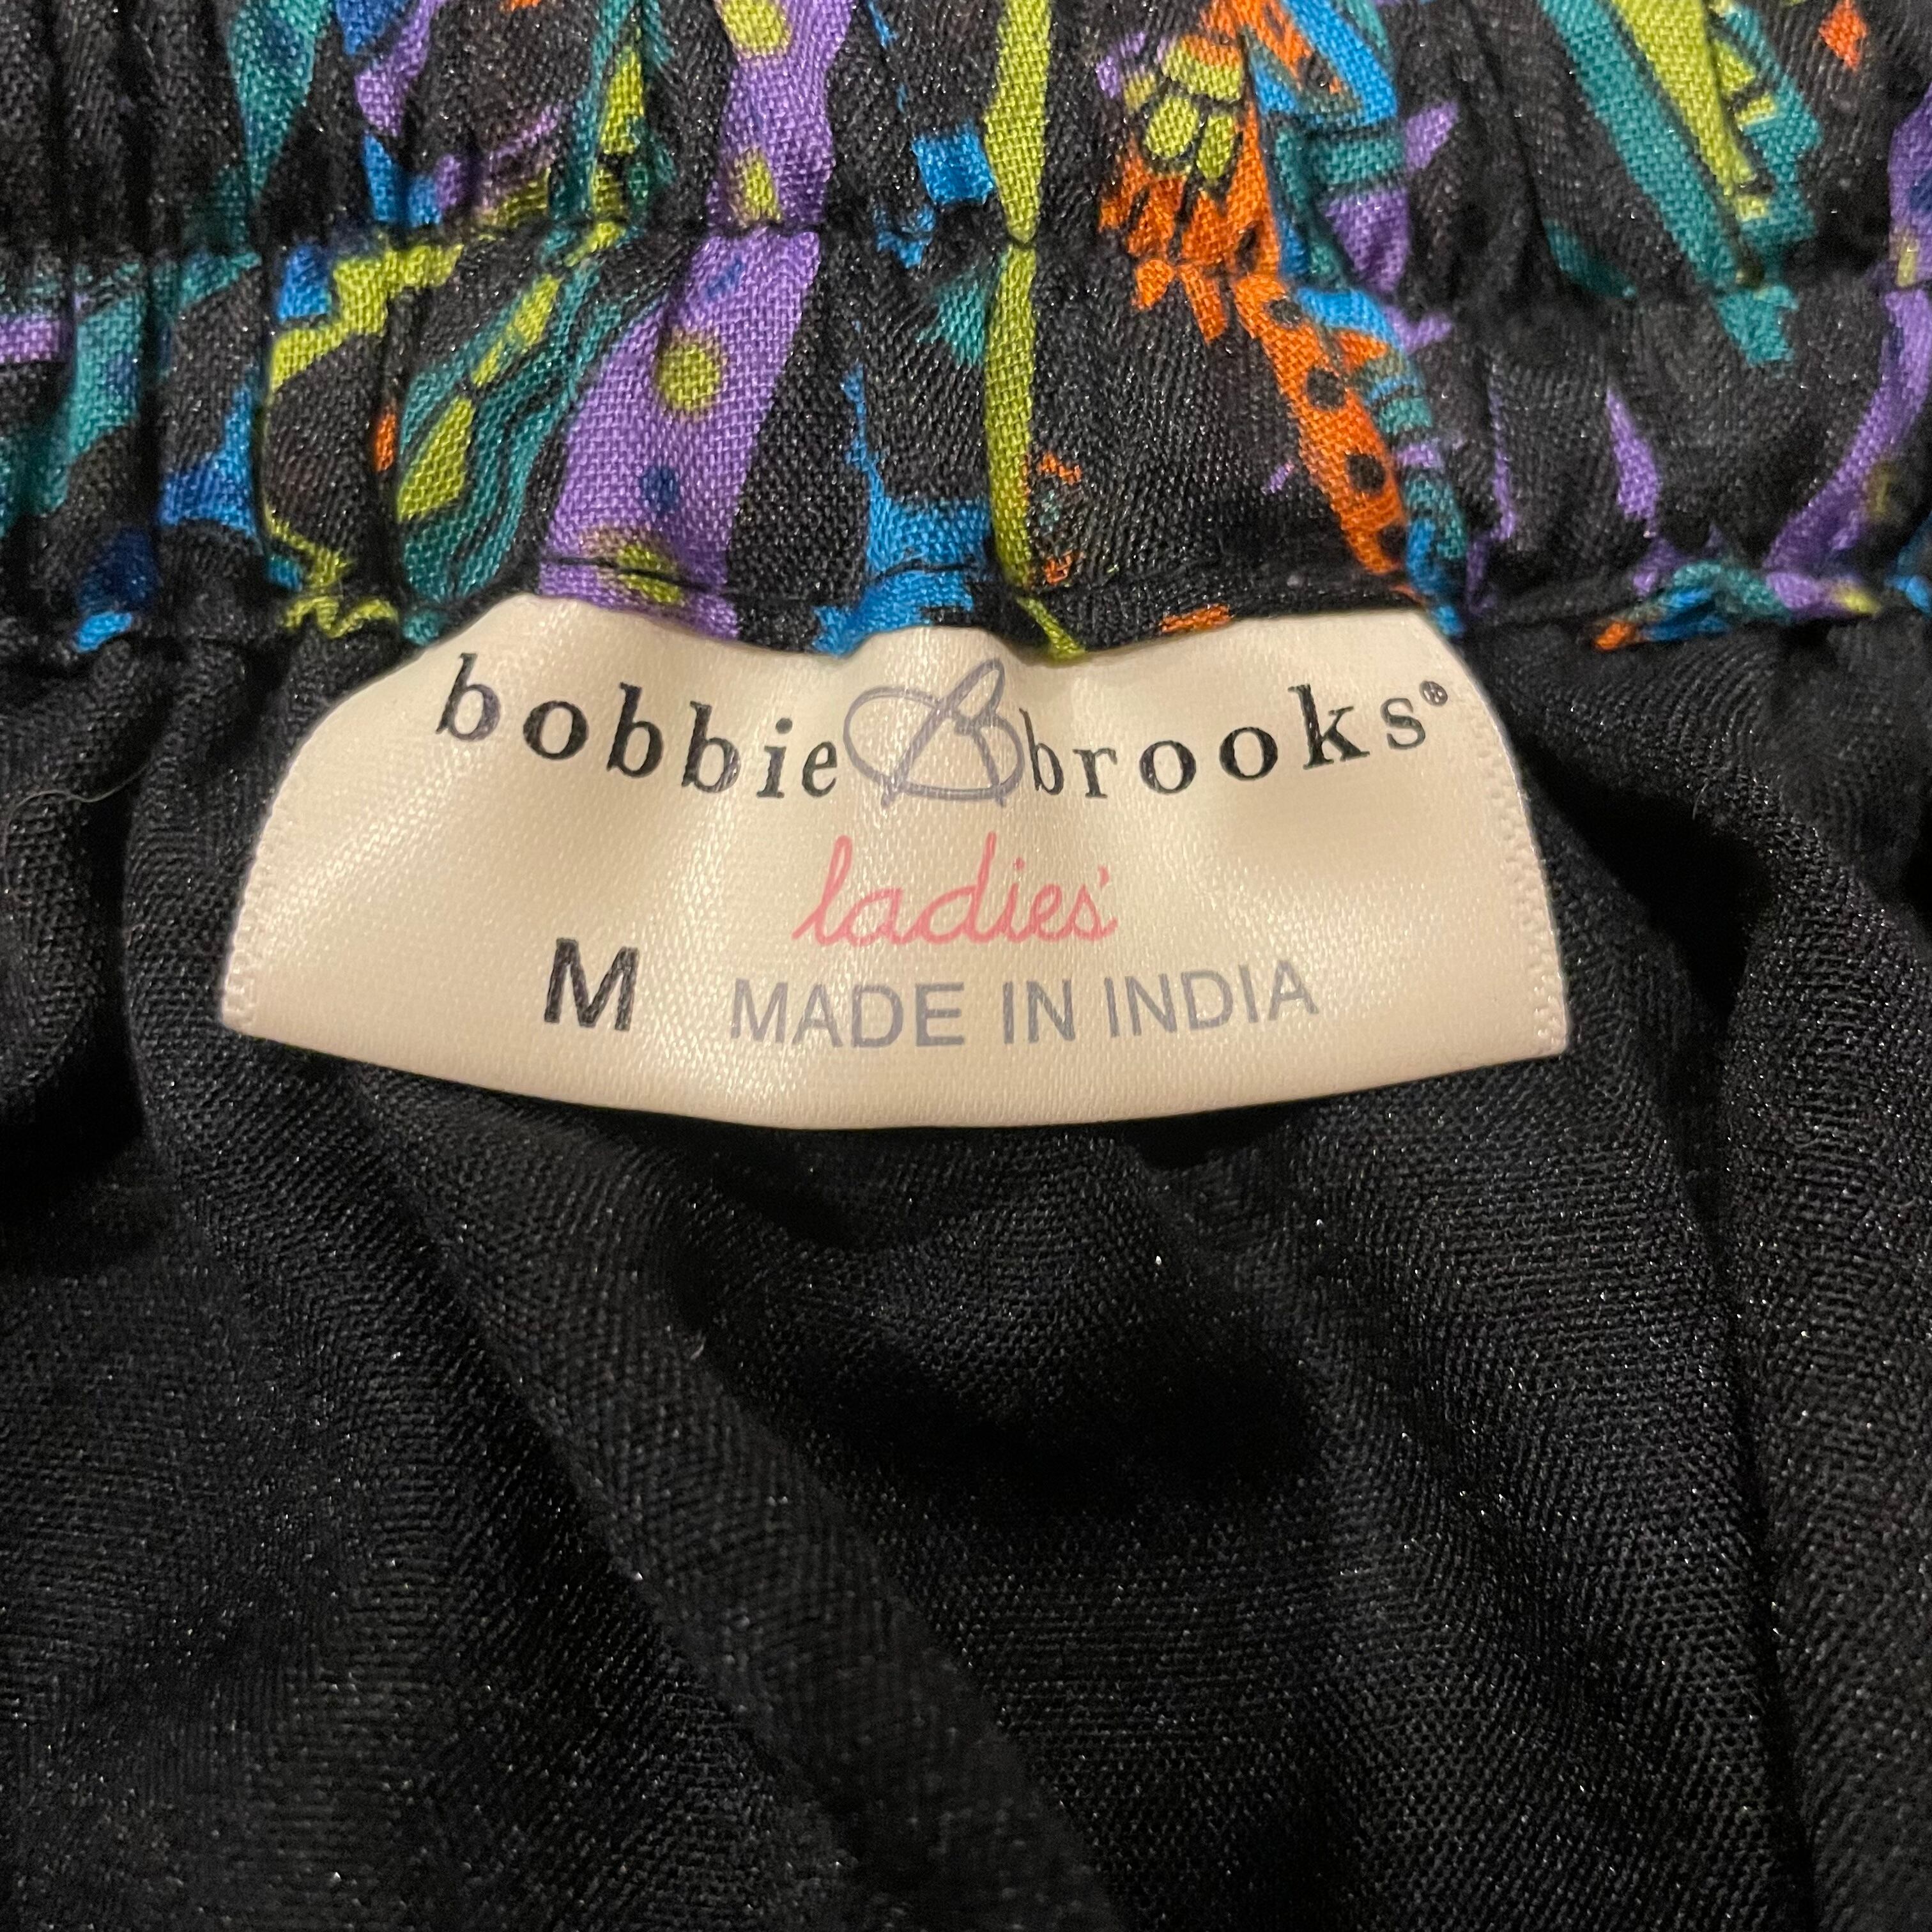 bobbie B brooks®
ladies'
M MADE IN INDIA